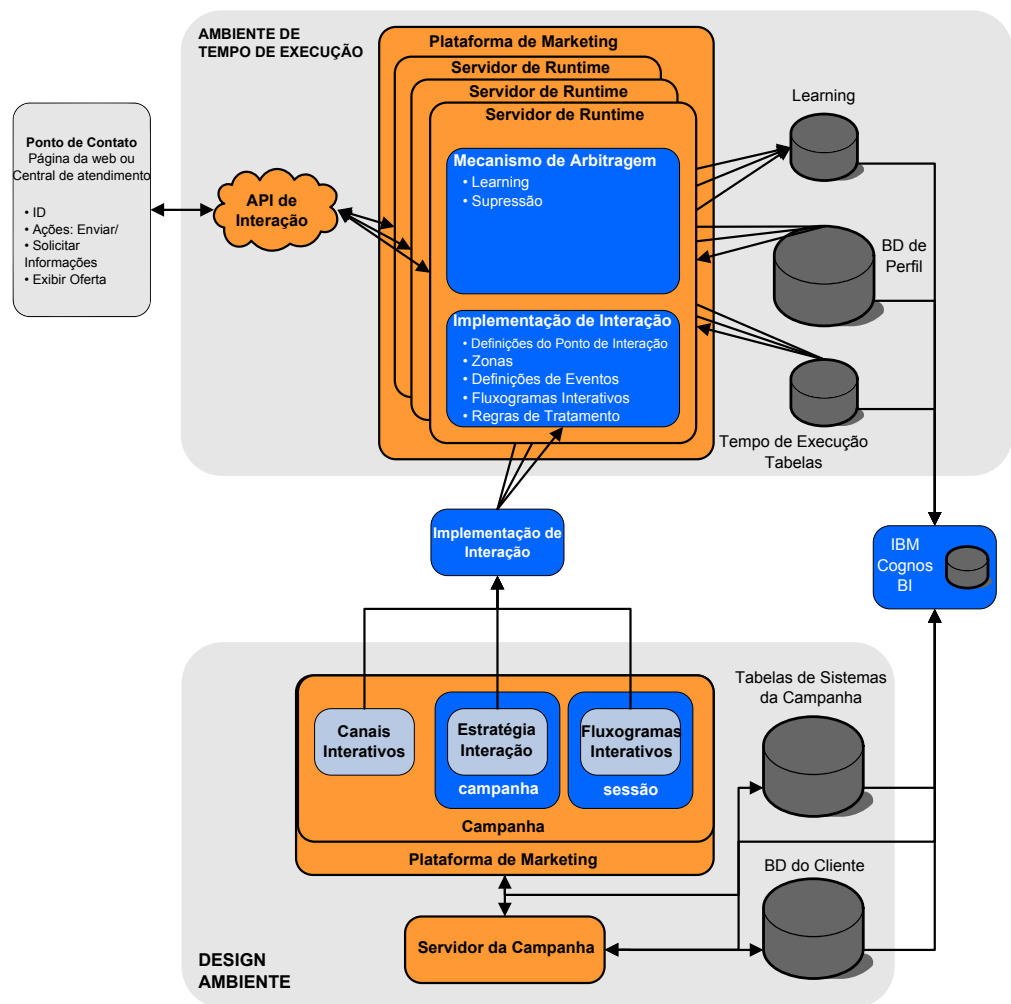 AMBIENTE DE
TEMPO DE EXECUÇÃO
Plataforma de Marketing
Servidor de Runtime
Servidor de Runtime
Servidor de Runtime
Ponto de Contato
Página da web ou
Central de atendimento
• ID
• Ações: Enviar/
• Solicitar
Informações
• Exibir Oferta
API de
Interação
Mecanismo de Arbitragem
• Learning
• Supressão
Implementação de Interação
• Definições do Ponto de Interação
• Zonas
• Definições de Eventos
• Fluxogramas Interativos
• Regras de Tratamento
Learning
BD de
Perfil
Tempo de Execução
Tabelas
Implementação de
Interação
IBM
Cognos
BI
Canais
Interativos
Estratégia
Interação
campanha
Fluxogramas
Interativos
sessão
Campanha
Plataforma de Marketing
Servidor da Campanha
Tabelas de Sistemas
da Campanha
BD do Cliente
DESIGN
AMBIENTE